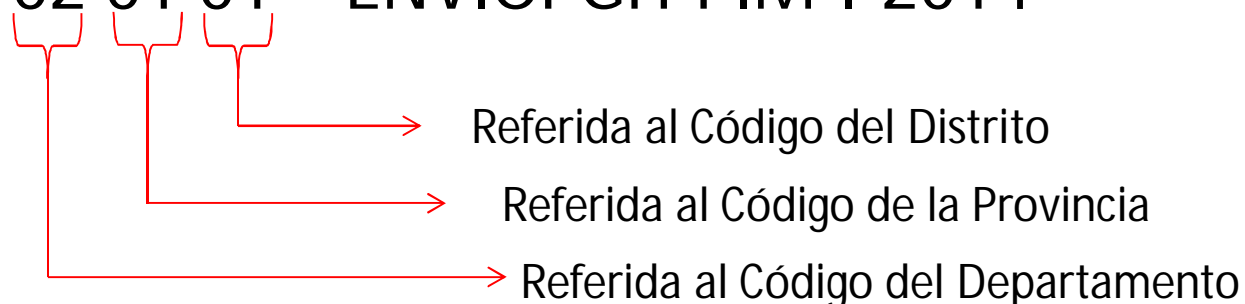 Referida al Código del Distrito
Referida al Código de la Provincia
Referida al Código del Departamento